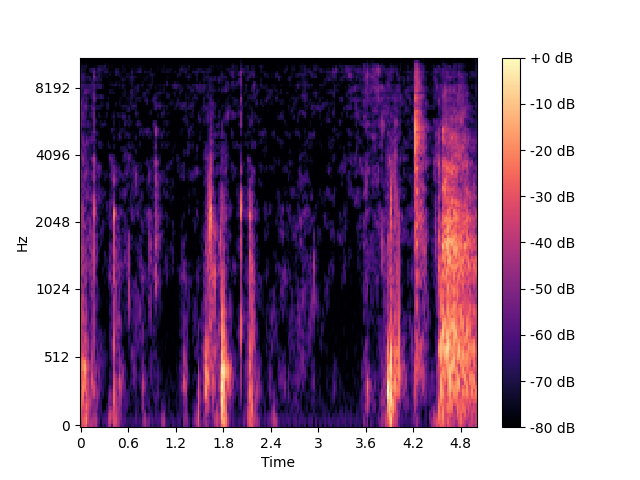 +0 dB
8192
-10 dB
4096
-20 dB
-30 dB
2048
Hz
-40 dB
1024
-50 dB
-60 dB
512
-70 dB
0
-80 dB
0 0.6 1.2 1.8 2.4 3 3.6 4.2 4.8
Time